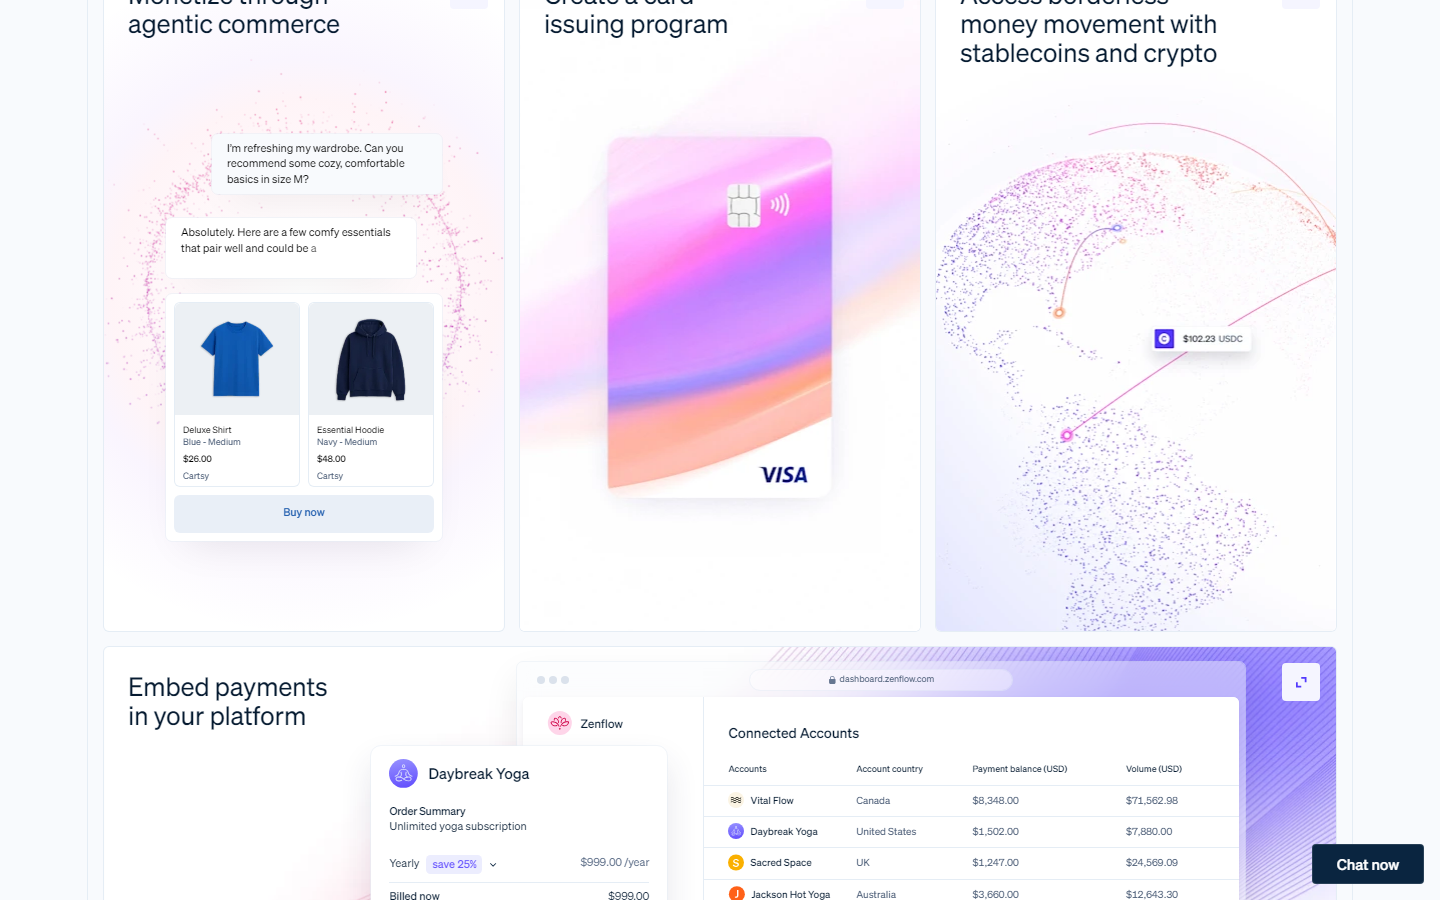 Monetize through
agentic commerce
I'm refreshing my wardrobe. Can you
recommend some cozy, comfortable
basics in size M?
Absolutely. Here are a few comfy essentials
that pair well and could be a
Deluxe Shirt
Blue - Medium
$26.00
Cartsy
Essential Hoodie
Navy - Medium
$48.00
Cartsy
Buy now
Create a card
issuing program
VISA
Access borderless
money movement with
stablecoins and crypto
$102.23 USDC
Embed payments
in your platform
dashboard.zenflow.com
Zenflow
Daybreak Yoga
Order Summary
Unlimited yoga subscription
Yearly save 25% $999.00 /year
Billed now $999.00
Connected Accounts
Accounts Account country Payment balance (USD) Volume (USD)
Vital Flow Canada $8,348.00 $71,562.98
Daybreak Yoga United States $1,502.00 $7,880.00
S Sacred Space UK $1,247.00 $24,569.09
J Jackson Hot Yoga Australia $3,660.00 $12,643.30
Chat now